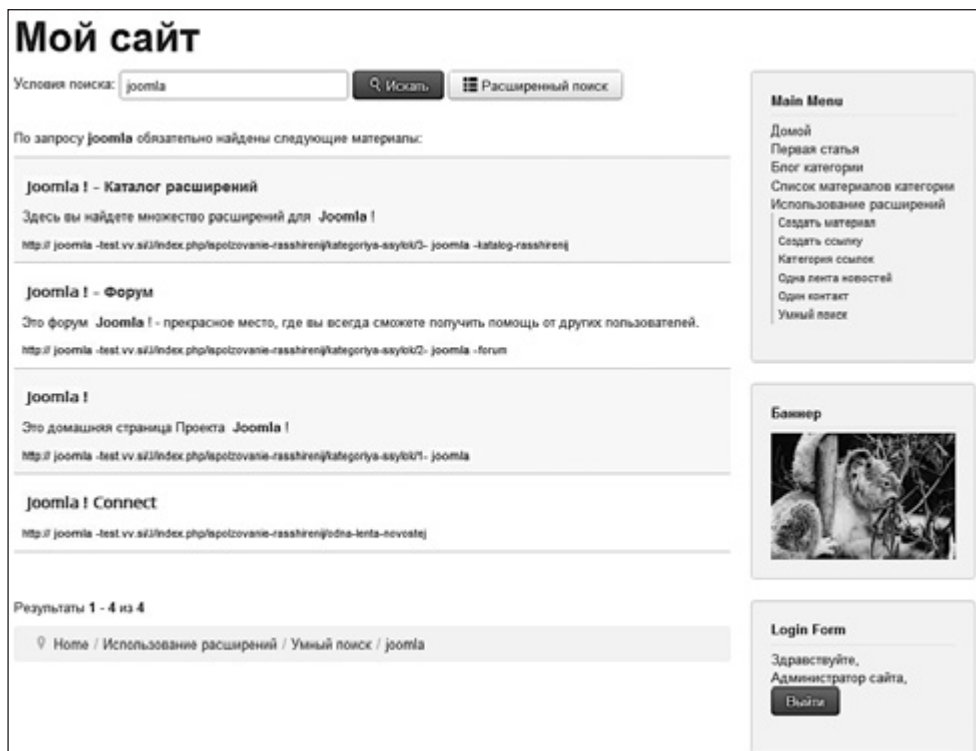 Мой сайт
Условия поиска: joomla Искать Расширенный поиск
По запросу joomla обязательно найдены следующие материалы:
Joomla ! - Каталог расширений
Здесь вы найдете множество расширений для Joomla !
http:// joomla -test.vv.si/J/index.php/ispolzovanie-rasshirenij/kategoriya-ssylok/3- joomla -katalog-rasshirenij
Joomla ! - Форум
Это форум Joomla ! - прекрасное место, где вы всегда сможете получить помощь от других пользователей.
http:// joomla -test.vv.si/J/index.php/ispolzovanie-rasshirenij/kategoriya-ssylok/2- joomla -forum
Joomla !
Это домашняя страница Проекта Joomla !
http:// joomla -test.vv.si/J/index.php/ispolzovanie-rasshirenij/kategoriya-ssylok/1- joomla
Joomla ! Connect
http:// joomla -test.vv.si/J/index.php/ispolzovanie-rasshirenij/odna-lenta-novostej
Результаты 1 - 4 из 4
Home / Использование расширений / Умный поиск / joomla
Main Menu
Домой
Первая статья
Блог категории
Список материалов категории
Использование расширений
Создать материал
Создать ссылку
Категория ссылок
Одна лента новостей
Один контакт
Умный поиск
Баннер
Login Form
Здравствуйте,
Администратор сайта,
Выйти